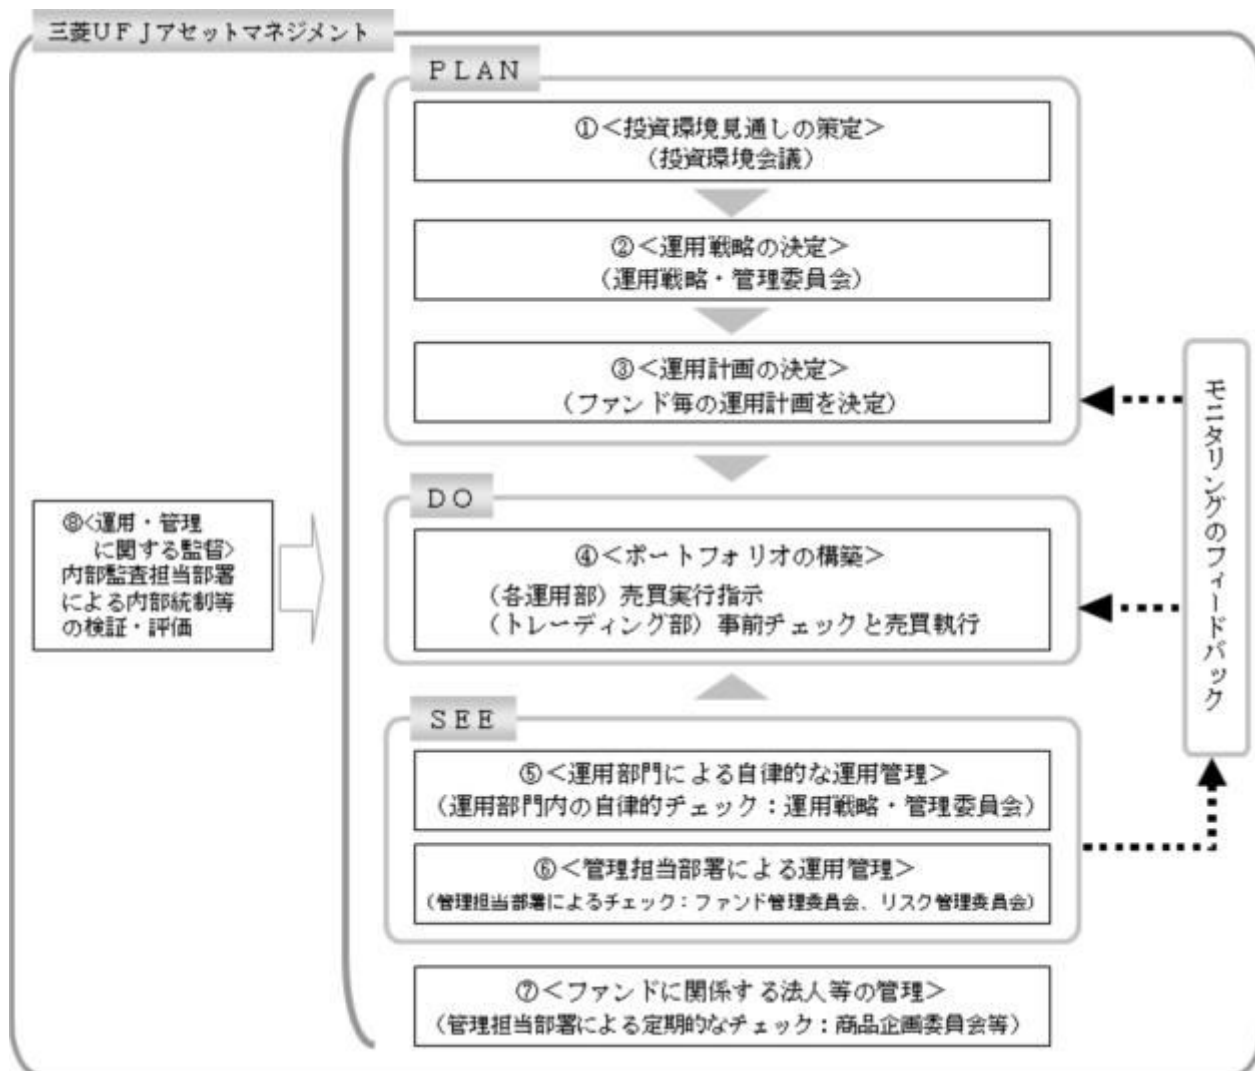 三菱ＵＦＪアセットマネジメント
ＰＬＡＮ
①＜投資環境見通しの策定＞
（投資環境会議）
②＜運用戦略の決定＞
（運用戦略・管理委員会）
③＜運用計画の決定＞
（ファンド毎の運用計画を決定）
ＤＯ
④＜ポートフォリオの構築＞
（各運用部）売買実行指示
（トレーディング部）事前チェックと売買執行
ＳＥＥ
⑤＜運用部門による自律的な運用管理＞
（運用部門内の自律的チェック：運用戦略・管理委員会）
⑥＜管理担当部署による運用管理＞
（管理担当部署によるチェック：ファンド管理委員会、リスク管理委員会）
⑦＜ファンドに関係する法人等の管理＞
（管理担当部署による定期的なチェック：商品企画委員会等）
⑧＜運用・管理
に関する監督＞
内部監査担当部署
による内部統制等
の検証・評価
モニタリングのフィードバック